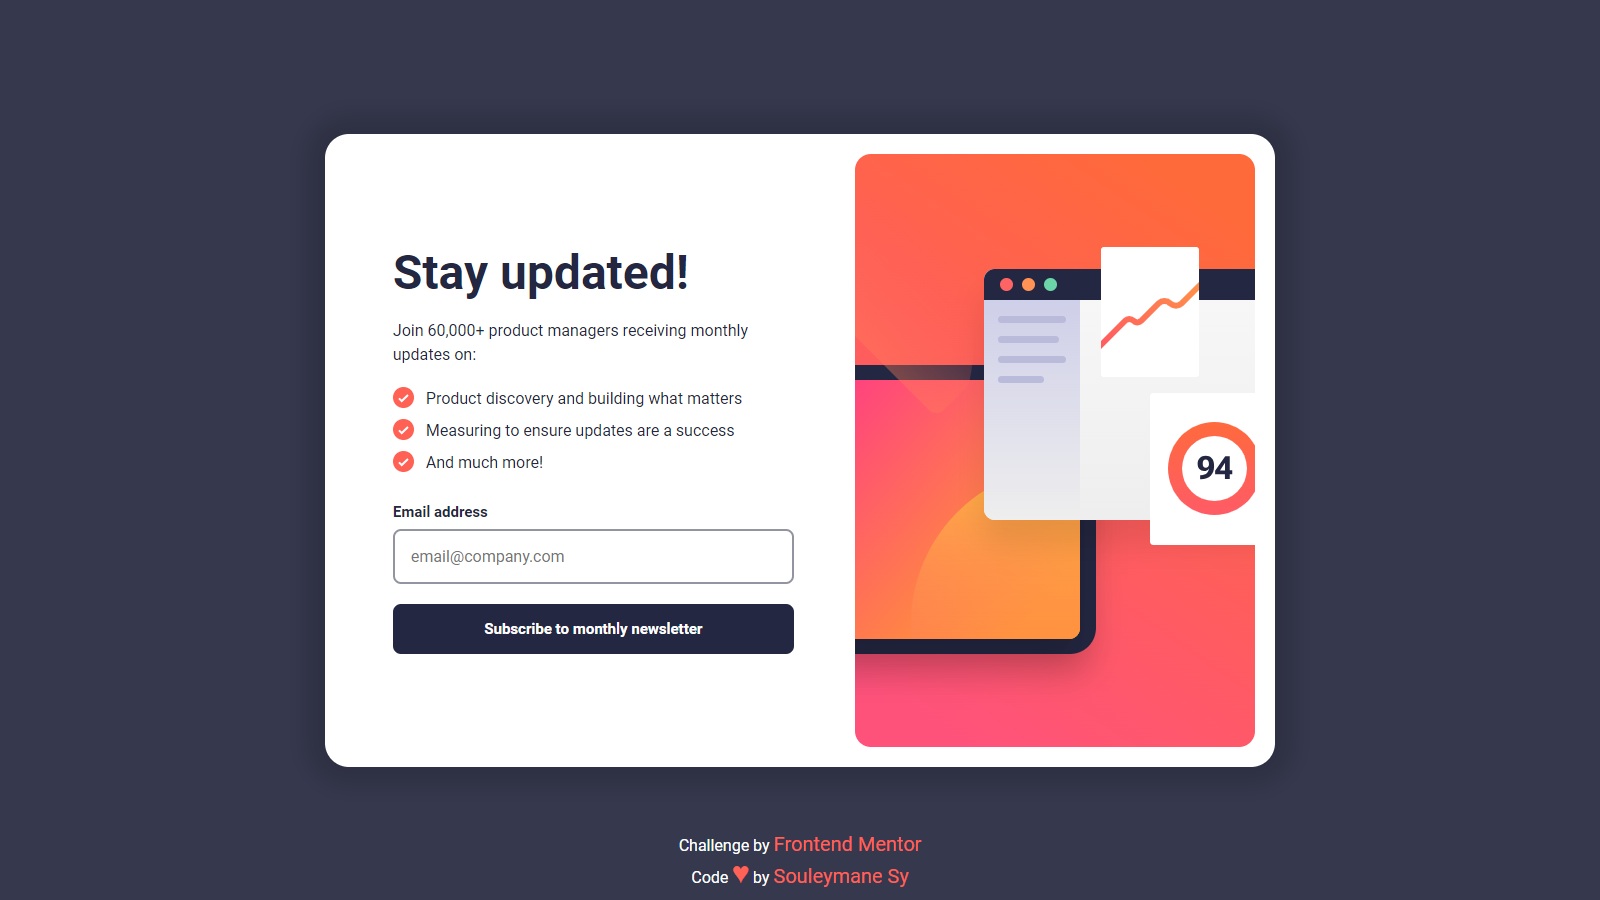 Stay updated!
Join 60,000+ product managers receiving monthly
updates on:
Product discovery and building what matters
Measuring to ensure updates are a success
And much more!
Email address
email@company.com
Subscribe to monthly newsletter
94
Challenge by Frontend Mentor
Code ♥ by Souleymane Sy